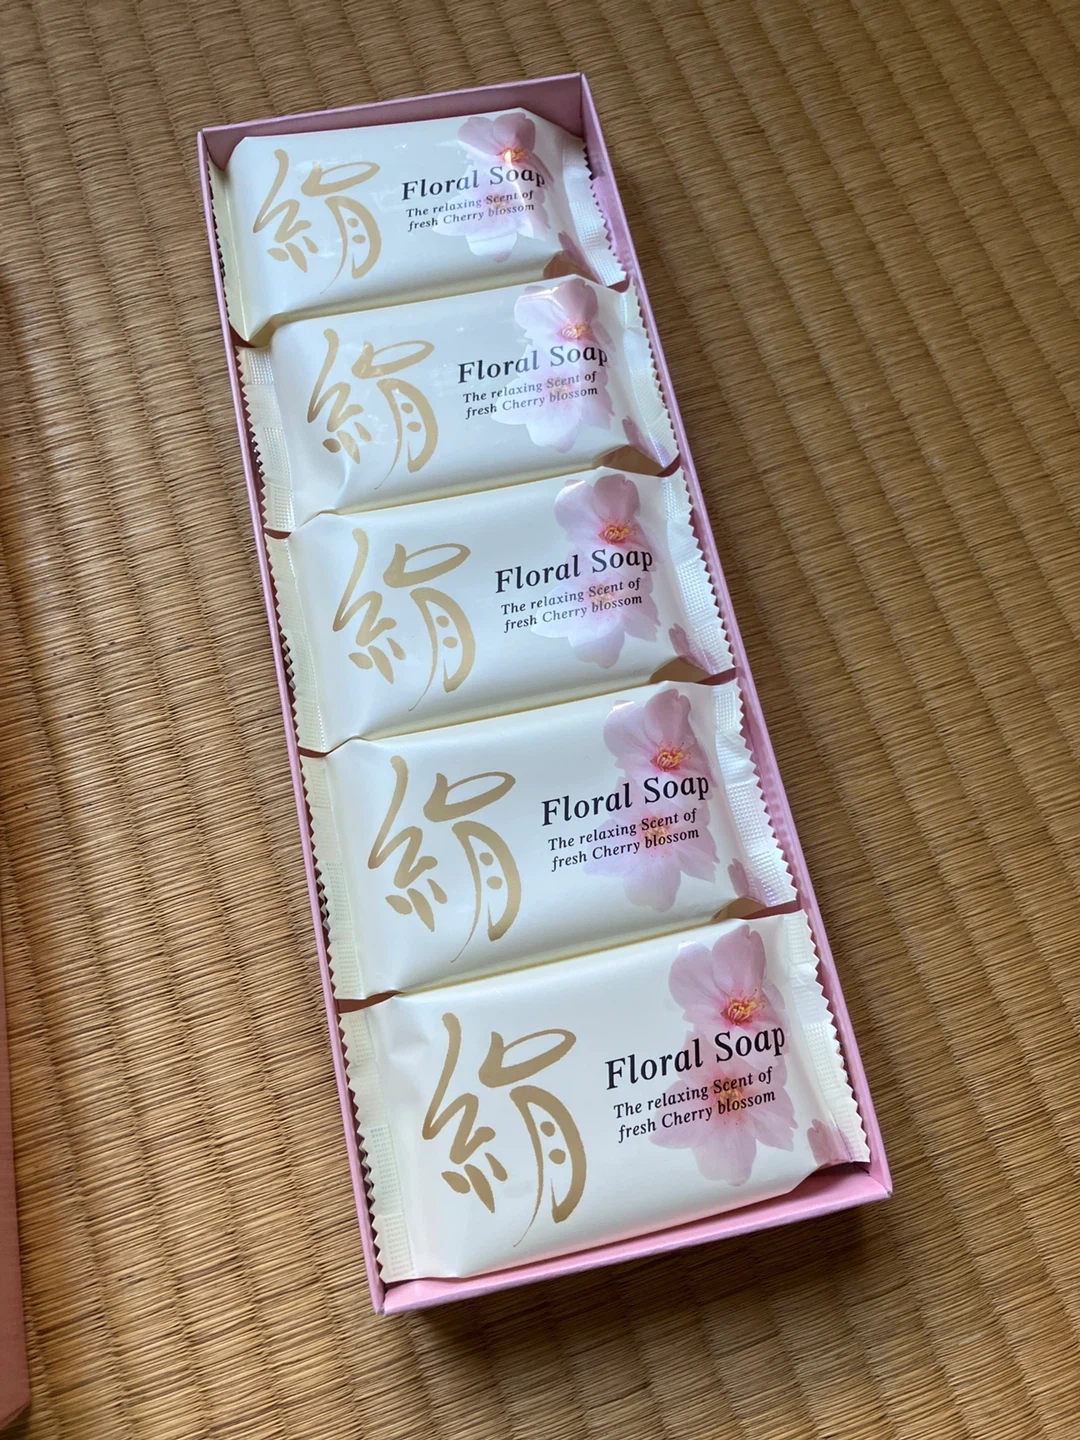 絹
Floral Soap
The relaxing Scent of
fresh Cherry blossom
絹
Floral Soap
The relaxing Scent of
fresh Cherry blossom
絹
Floral Soap
The relaxing Scent of
fresh Cherry blossom
絹
Floral Soap
The relaxing Scent of
fresh Cherry blossom
絹
Floral Soap
The relaxing Scent of
fresh Cherry blossom